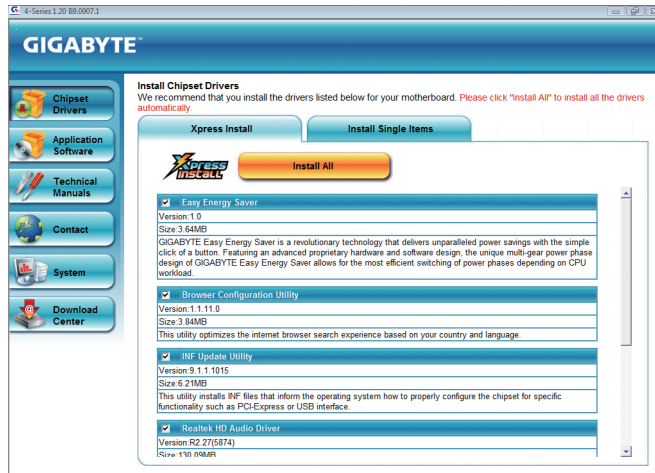 4-Series 1.20 B9.0907.1
GIGABYTE™
Chipset
Drivers
Application
Software
Technical
Manuals
Contact
System
Download
Center
Install Chipset Drivers
We recommend that you install the drivers listed below for your motherboard. Please click "Install All" to install all the drivers
automatically.
Xpress Install
Install Single Items
Xpress
Install
Install All
Easy Energy Saver
Version:1.0
Size:3.64MB
GIGABYTE Easy Energy Saver is a revolutionary technology that delivers unparalleled power savings with the simple
click of a button. Featuring an advanced proprietary hardware and software design, the unique multi-gear power phase
design of GIGABYTE Easy Energy Saver allows for the most efficient switching of power phases depending on CPU
workload.
Browser Configuration Utility
Version:1.1.11.0
Size:3.84MB
This utility optimizes the internet browser search experience based on your country and language.
INF Update Utility
Version:9.1.1.1015
Size:6.21MB
This utility installs INF files that inform the operating system how to properly configure the chipset for specific
functionality such as PCI-Express or USB interface.
Realtek HD Audio Driver
Version:R2.27(5874)
Size:130.09MB